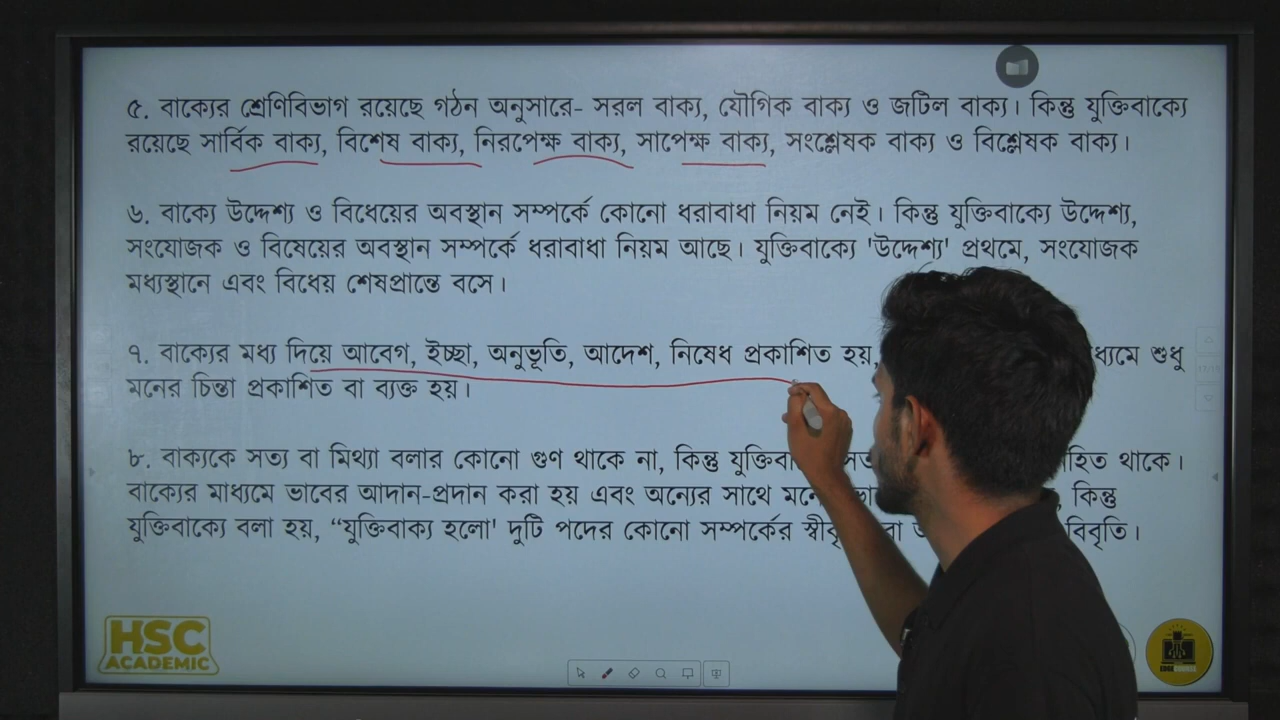 ৫. বাক্যের শ্রেণিবিভাগ রয়েছে গঠন অনুসারে- সরল বাক্য, যৌগিক বাক্য ও জটিল বাক্য। কিন্তু যুক্তিবাক্যে
রয়েছে সার্বিক বাক্য, বিশেষ বাক্য, নিরপেক্ষ বাক্য, সাপেক্ষ বাক্য, সংশ্লেষক বাক্য ও বিশ্লেষক বাক্য।
৬. বাক্যে উদ্দেশ্য ও বিধেয়ের অবস্থান সম্পর্কে কোনো ধরাবাধা নিয়ম নেই। কিন্তু যুক্তিবাক্যে উদ্দেশ্য,
সংযোজক ও বিষেয়ের অবস্থান সম্পর্কে ধরাবাধা নিয়ম আছে। যুক্তিবাক্যে 'উদ্দেশ্য' প্রথমে, সংযোজক
মধ্যস্থানে এবং বিধেয় শেষপ্রান্তে বসে।
৭. বাক্যের মধ্য দিয়ে আবেগ, ইচ্ছা, অনুভূতি, আদেশ, নিষেধ প্রকাশিত হয়, শুধু
মনের চিন্তা প্রকাশিত বা ব্যক্ত হয়।
৮. বাক্যকে সত্য বা মিথ্যা বলার কোনো গুণ থাকে না, কিন্তু থাকে।
বাক্যের মাধ্যমে ভাবের আদান-প্রদান করা হয় এবং অন্যের সাথে কিন্তু
যুক্তিবাক্যে বলা হয়, “যুক্তিবাক্য হলো' দুটি পদের কোনো সম্পর্কের বিবৃতি।
HSC
ACADEMIC